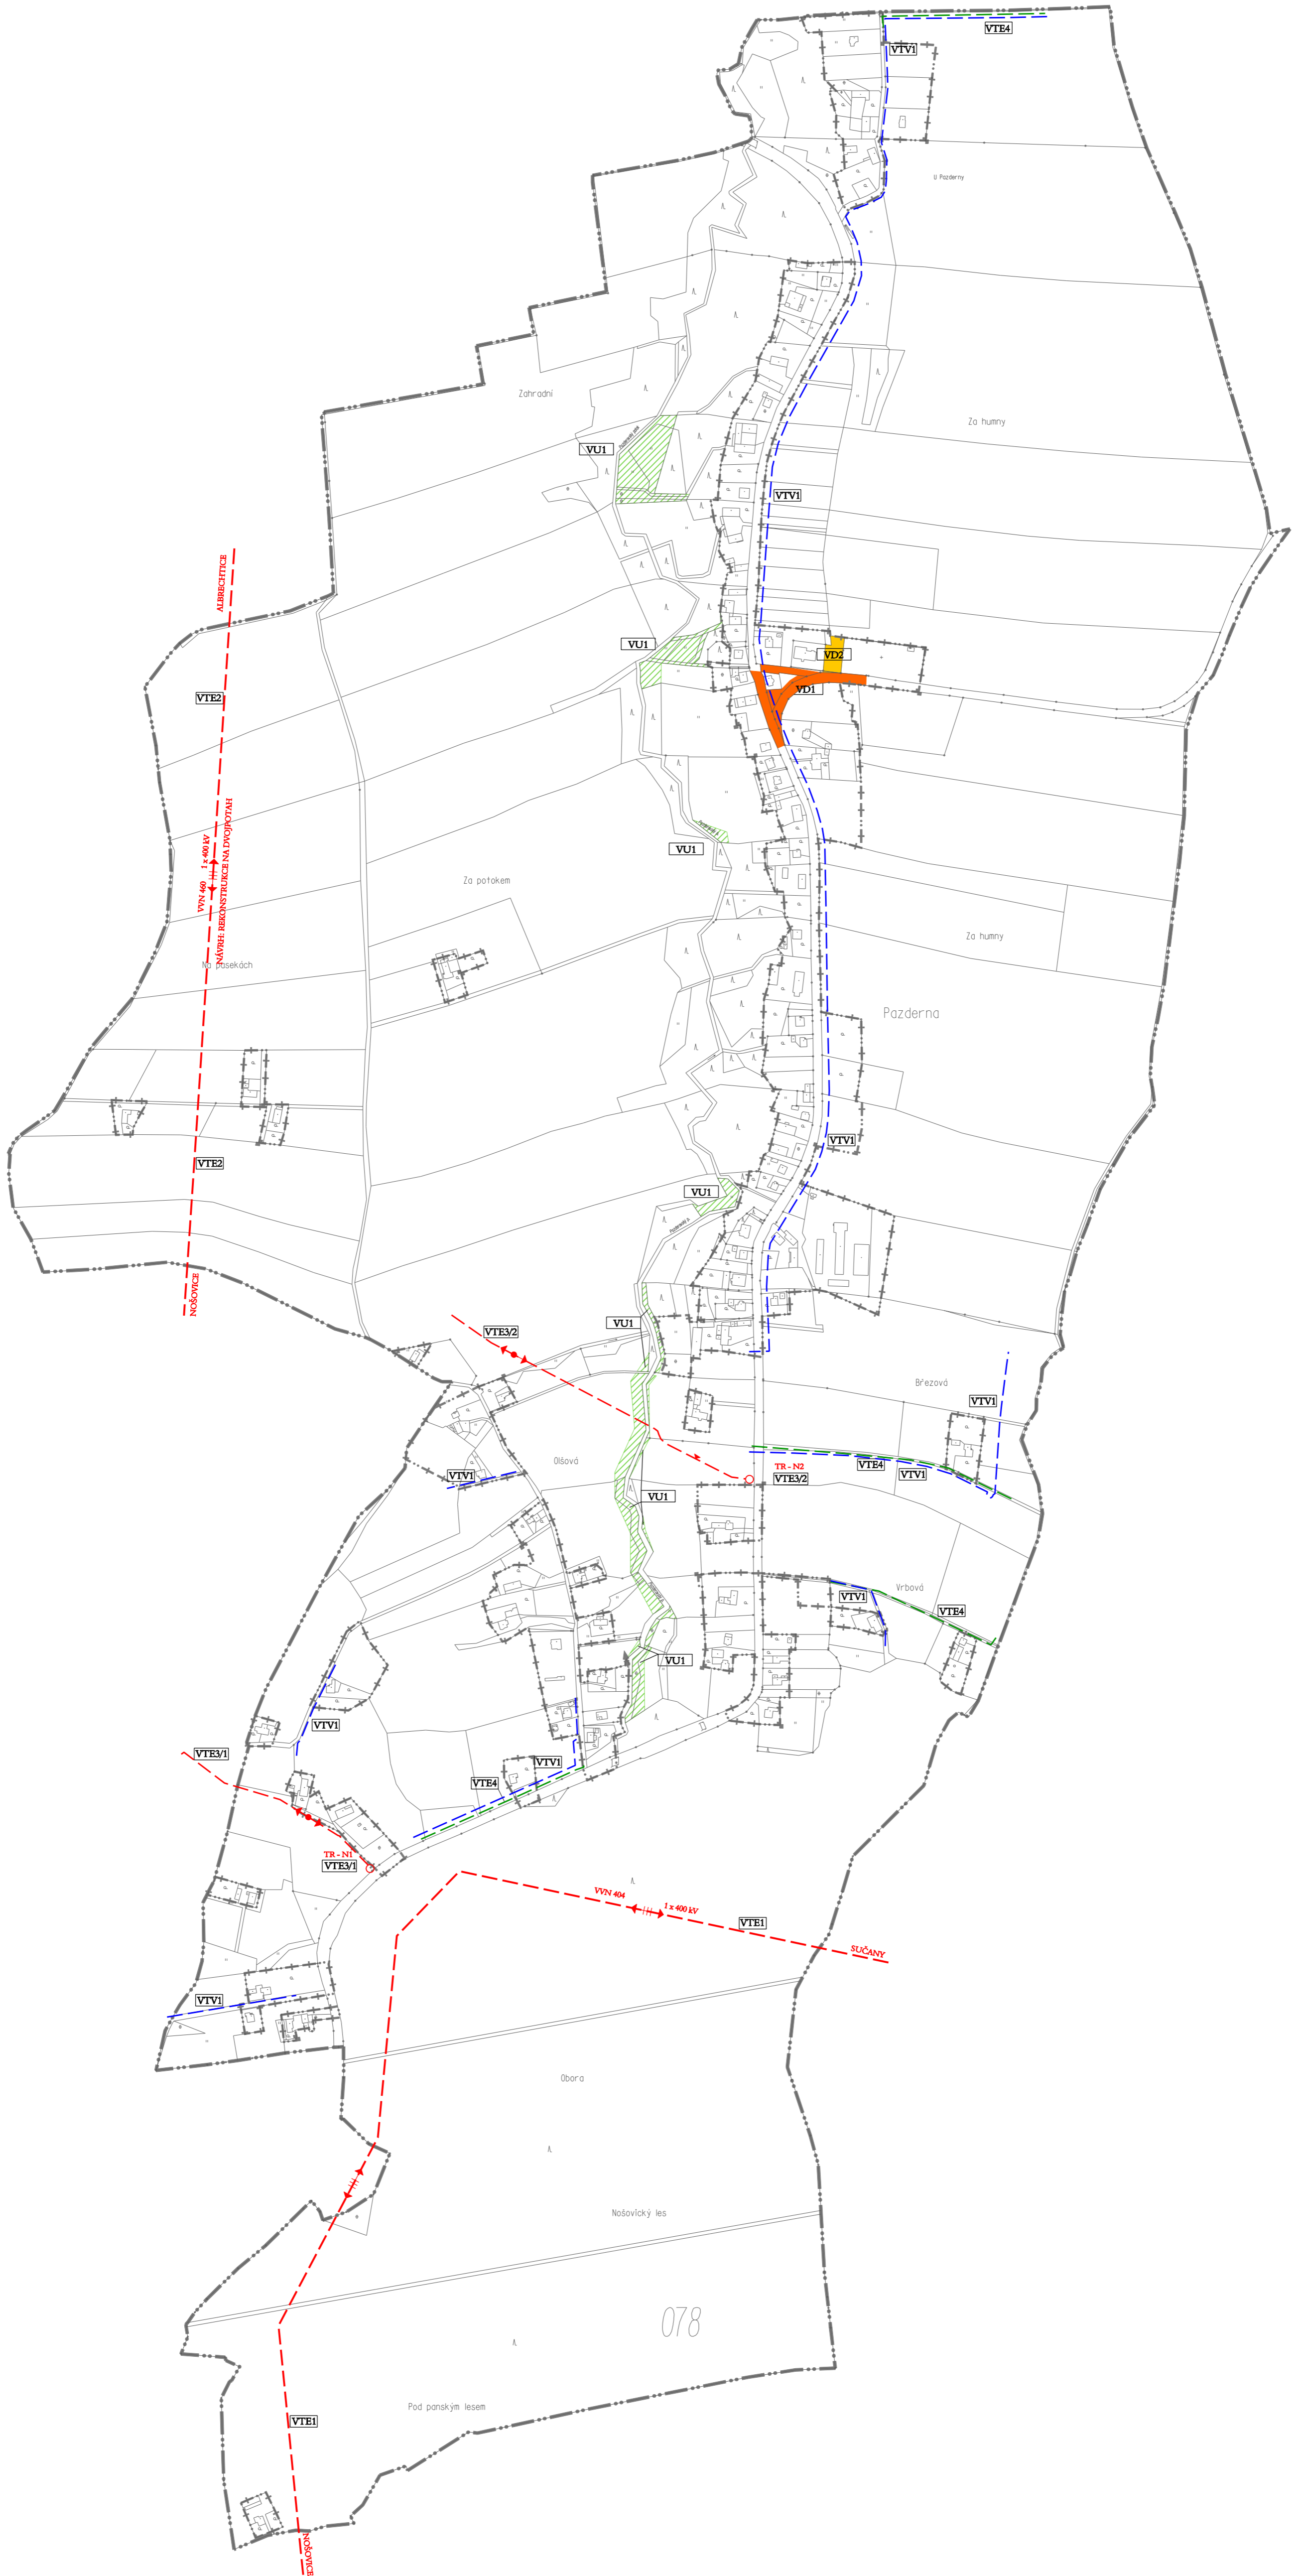 VTE4
VTV1
U Pazderny
Zahradní
Za humny
VU1
VTV1
ALBRECHTICE
VU1
VD2
VTE2
VD1
VVN 460 1 x 400 kV
NÁVRH: REKONSTRUKCE NA DVOJPOTAH
VU1
Za potokem
Na pasekách
Za humny
Pazderna
VTV1
VTE2
VU1
NOŠOVICE
VU1
VTE3/2
Březová
VTV1
Olšová
TR - N2
VTE3/2
VTE4
VTV1
VTV1
VU1
Vrbová
VTV1
VTE4
VU1
VTV1
VTE3/1
VTV1
VTE4
TR - N1
VTE3/1
VVN 404
1 x 400 kV
VTE1
SUČANY
VTV1
Obora
Nošovický les
078
Pod panským lesem
VTE1
NOŠOVICE